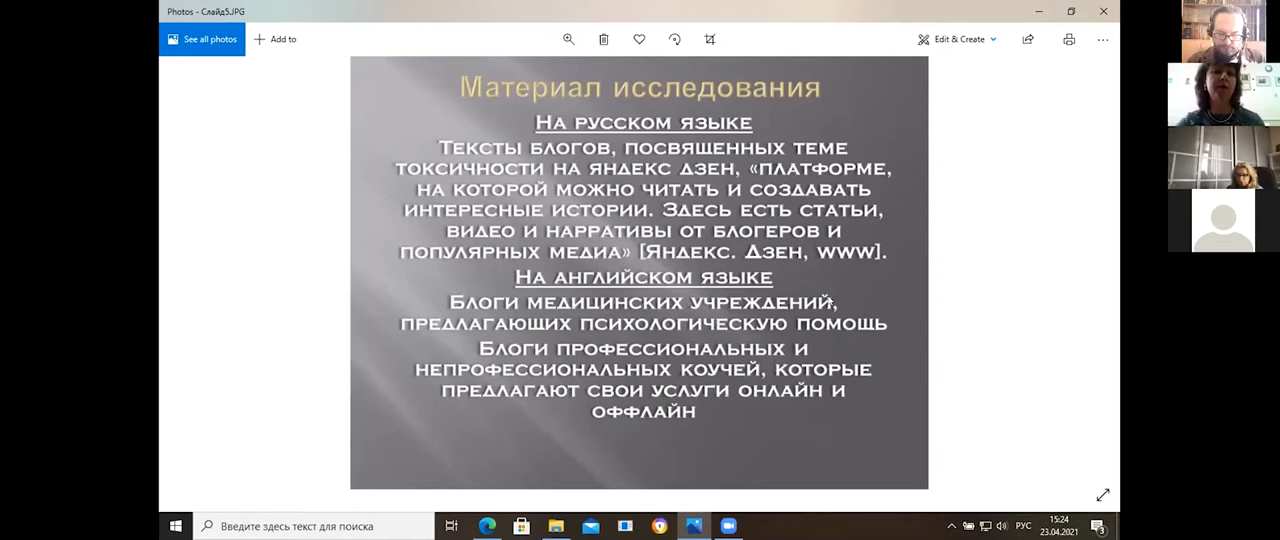 Photos - Слайд5.JPG
See all photos
Add to
Edit & Create
Материал исследования
На русском языке
Тексты блогов, посвященных теме
токсичности на Яндекс Дзен, «платформе,
на которой можно читать и создавать
интересные истории. Здесь есть статьи,
видео и нарративы от блогеров и
популярных медиа» [Яндекс. Дзен, www].
На английском языке
Блоги медицинских учреждений,
предлагающих психологическую помощь
Блоги профессиональных и
непрофессиональных коучей, которые
предлагают свои услуги онлайн и
оффлайн
Введите здесь текст для поиска
РУС
15:24
23.04.2021
3